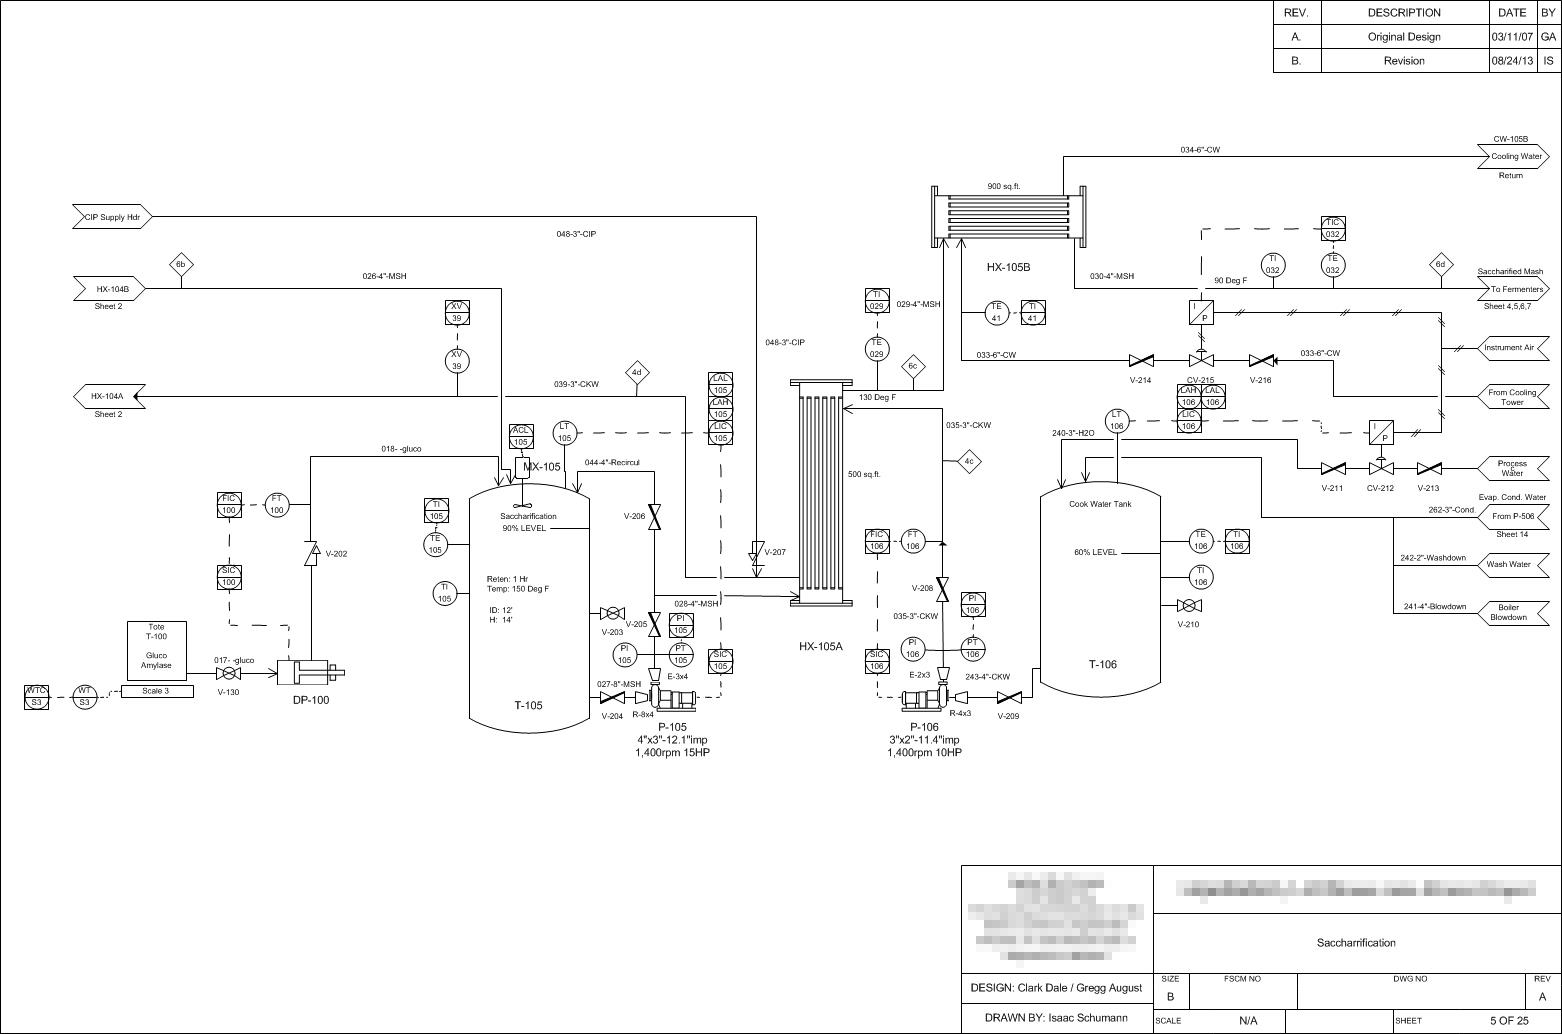 REV. DESCRIPTION DATE BY
A. Original Design 03/11/07 GA
B. Revision 08/24/13 IS
CW-105B
034-6"-CW
Cooling Water
Return
900 sq.ft.
CIP Supply Hdr
048-3"-CIP
TIC
032
6b
026-4"-MSH
HX-105B
030-4"-MSH
TI
032
TE
032
6d
Saccharified Mash
HX-104B
90 Deg F
To Fermenters
Sheet 2
Sheet 4,5,6,7
XV
39
TI
029
029-4"-MSH
TE
41
TI
41
I
P
048-3"-CIP
XV
39
TE
029
033-6"-CW
033-6"-CW
Instrument Air
4d
6c
V-214
CV-215
V-216
039-3"-CKW
LAL
105
LAH
105
LIC
105
130 Deg F
LAH
106
LAL
106
LIC
106
HX-104A
Sheet 2
From Cooling
Tower
ACL
105
LT
105
035-3"-CKW
LT
106
240-3"-H2O
I
P
018- -gluco
MX-105
044-4"-Recircul
4c
500 sq.ft.
V-211
CV-212
V-213
Process
Water
FIC
100
FT
100
TI
105
Saccharification
90% LEVEL
V-206
Cook Water Tank
Evap. Cond. Water
262-3"-Cond.
From P-506
Sheet 14
TE
105
V-202
V-207
FIC
106
FT
106
60% LEVEL
TE
106
TI
106
242-2"-Washdown
Wash Water
SIC
100
TI
105
Reten: 1 Hr
Temp: 150 Deg F
ID: 12'
H: 14'
V-208
TI
106
028-4"-MSH
PI
106
241-4"-Blowdown
Boiler
Blowdown
V-203
V-205
PI
105
035-3"-CKW
V-210
Tote
T-100
Gluco
Amylase
PI
105
PT
105
SIC
105
HX-105A
SIC
106
PI
106
PT
106
017- -gluco
E-3x4
E-2x3
T-106
V-130
DP-100
027-8"-MSH
243-4"-CKW
WTC
S3
WT
S3
Scale 3
T-105
V-204
R-8x4
R-4x3
V-209
P-105
4"x3"-12.1"imp
1,400rpm 15HP
P-106
3"x2"-11.4"imp
1,400rpm 10HP
Saccharrification
DESIGN: Clark Dale / Gregg August
SIZE FSCM NO DWG NO REV
B A
DRAWN BY: Isaac Schumann
SCALE N/A SHEET 5 OF 25